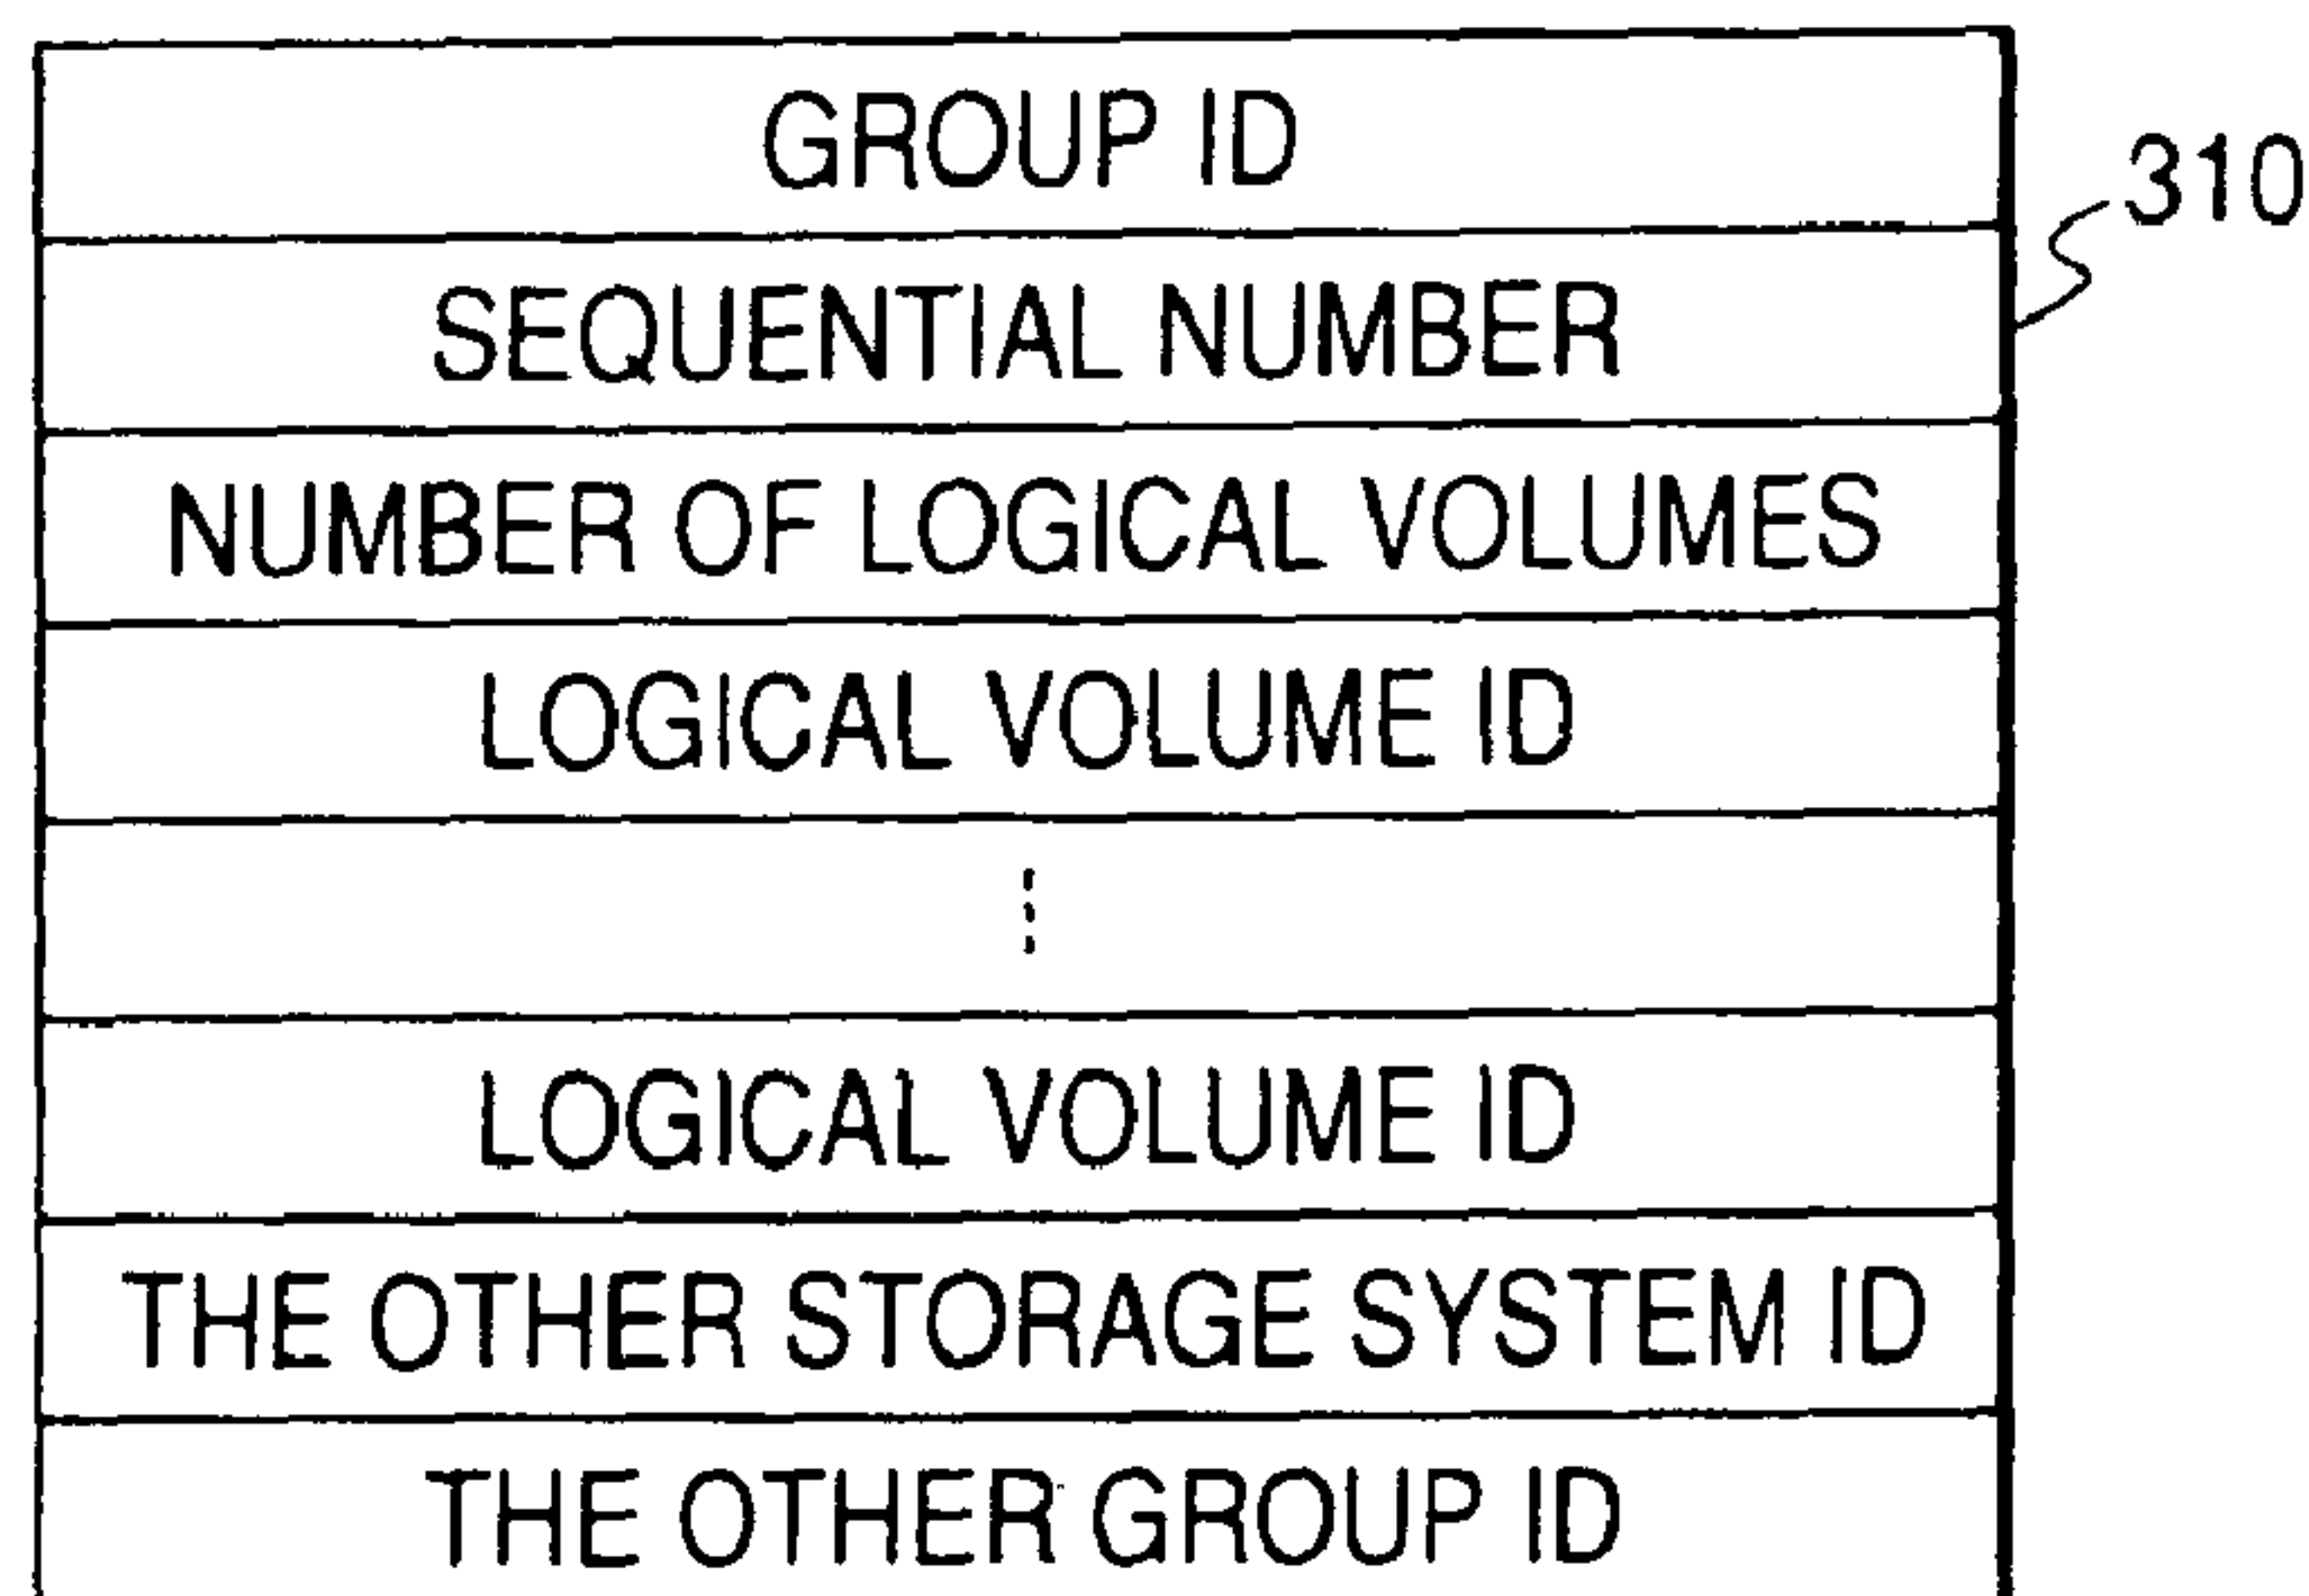 GROUP ID
310
SEQUENTIAL NUMBER
NUMBER OF LOGICAL VOLUMES
LOGICAL VOLUME ID
⋮
LOGICAL VOLUME ID
THE OTHER STORAGE SYSTEM ID
THE OTHER GROUP ID